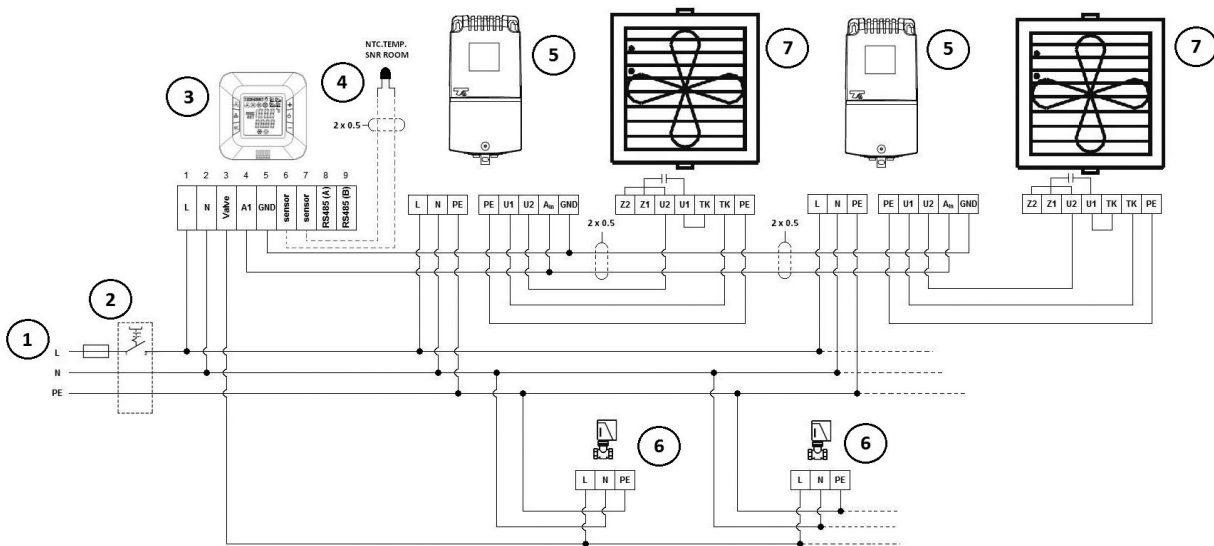 NTC.TEMP.
SNR ROOM
5
7
5
7
4
3
2 x 0.5
1 2 3 4 5 6 7 8 9
L N Valve A1 GND sensor sensor RS485 (A) RS485 (B)
L N PE
PE U1 U2 Ain GND
Z2 Z1 U2 U1 TK TK PE
L N PE
PE U1 U2 Ain GND
Z2 Z1 U2 U1 TK TK PE
2 x 0.5
2 x 0.5
2
1
L
N
PE
6
6
L N PE
L N PE